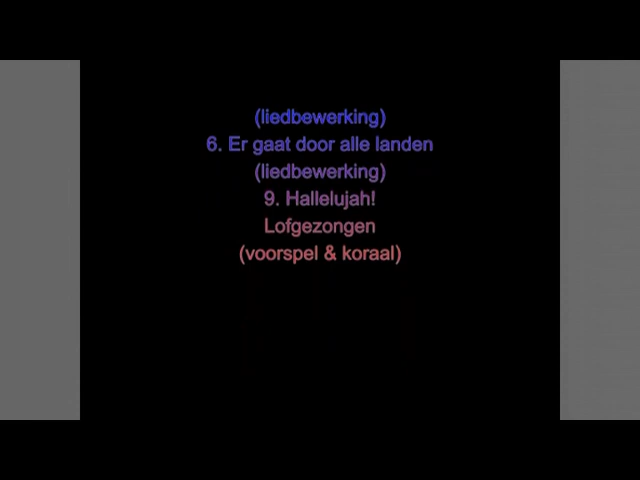 (liedbewerking)
6. Er gaat door alle landen
(liedbewerking)
9. Hallelujah!
Lofgezongen
(voorspel & koraal)